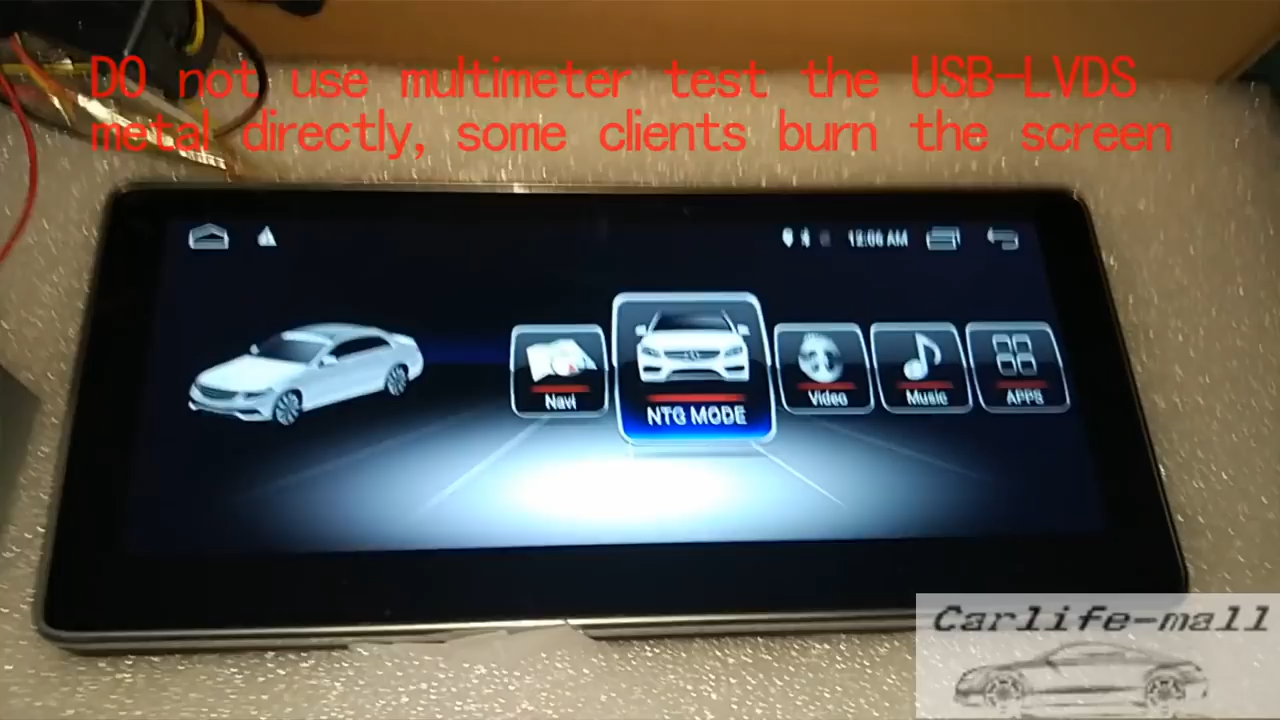 DO not use multimeter test the USB-LVDS
metal directly, some clients burn the screen
12:06 AM
Navi
NTG MODE
Video
Music
APPS
Carlife-mall